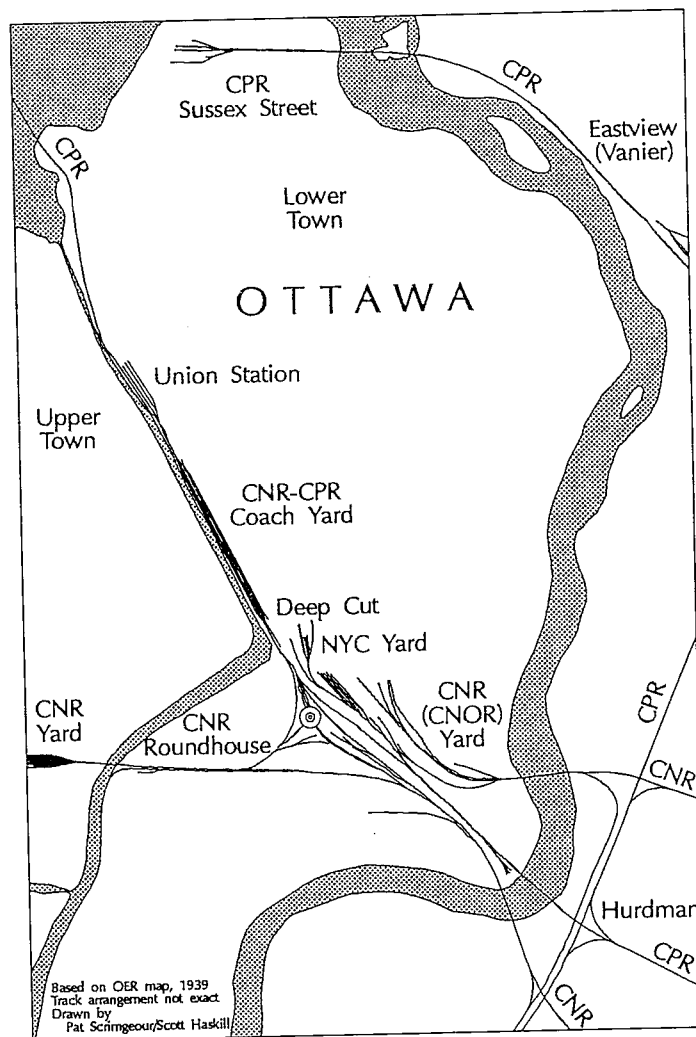 CPR
Sussex Street
CPR
Eastview
(Vanier)
CPR
Lower
Town
OTTAWA
Union Station
Upper
Town
CNR-CPR
Coach Yard
Deep Cut
NYC Yard
CNR
Yard
CNR
Roundhouse
CNR
(CNOR)
Yard
CPR
CNR
Hurdman
CPR
CNR
Based on OER map, 1939
Track arrangement not exact
Drawn by
Pat Scrimgeour/Scott Haskill